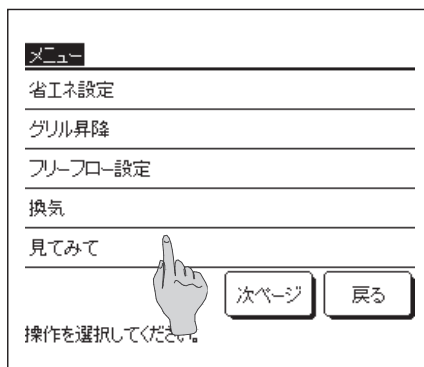 メニュー
省エネ設定
グリル昇降
フリーフロー設定
換気
見てみて
次ページ 戻る
操作を選択してください。